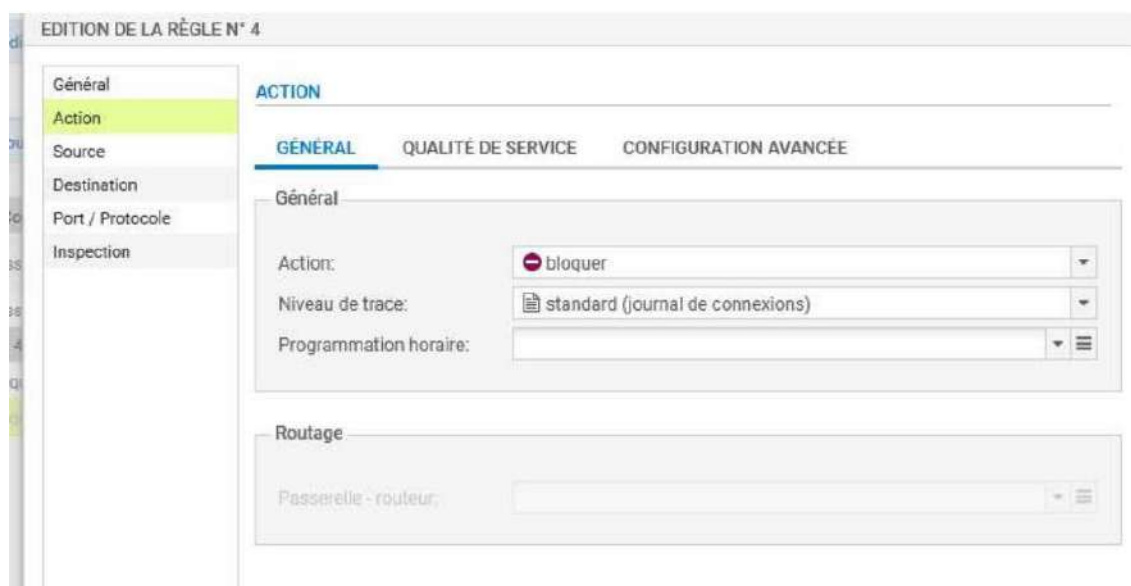 EDITION DE LA RÈGLE N° 4
Général
Action
Source
Destination
Port / Protocole
Inspection
ACTION
GÉNÉRAL QUALITÉ DE SERVICE CONFIGURATION AVANCÉE
Général
Action: bloquer
Niveau de trace: standard (journal de connexions)
Programmation horaire:
Routage
Passerelle - routeur: